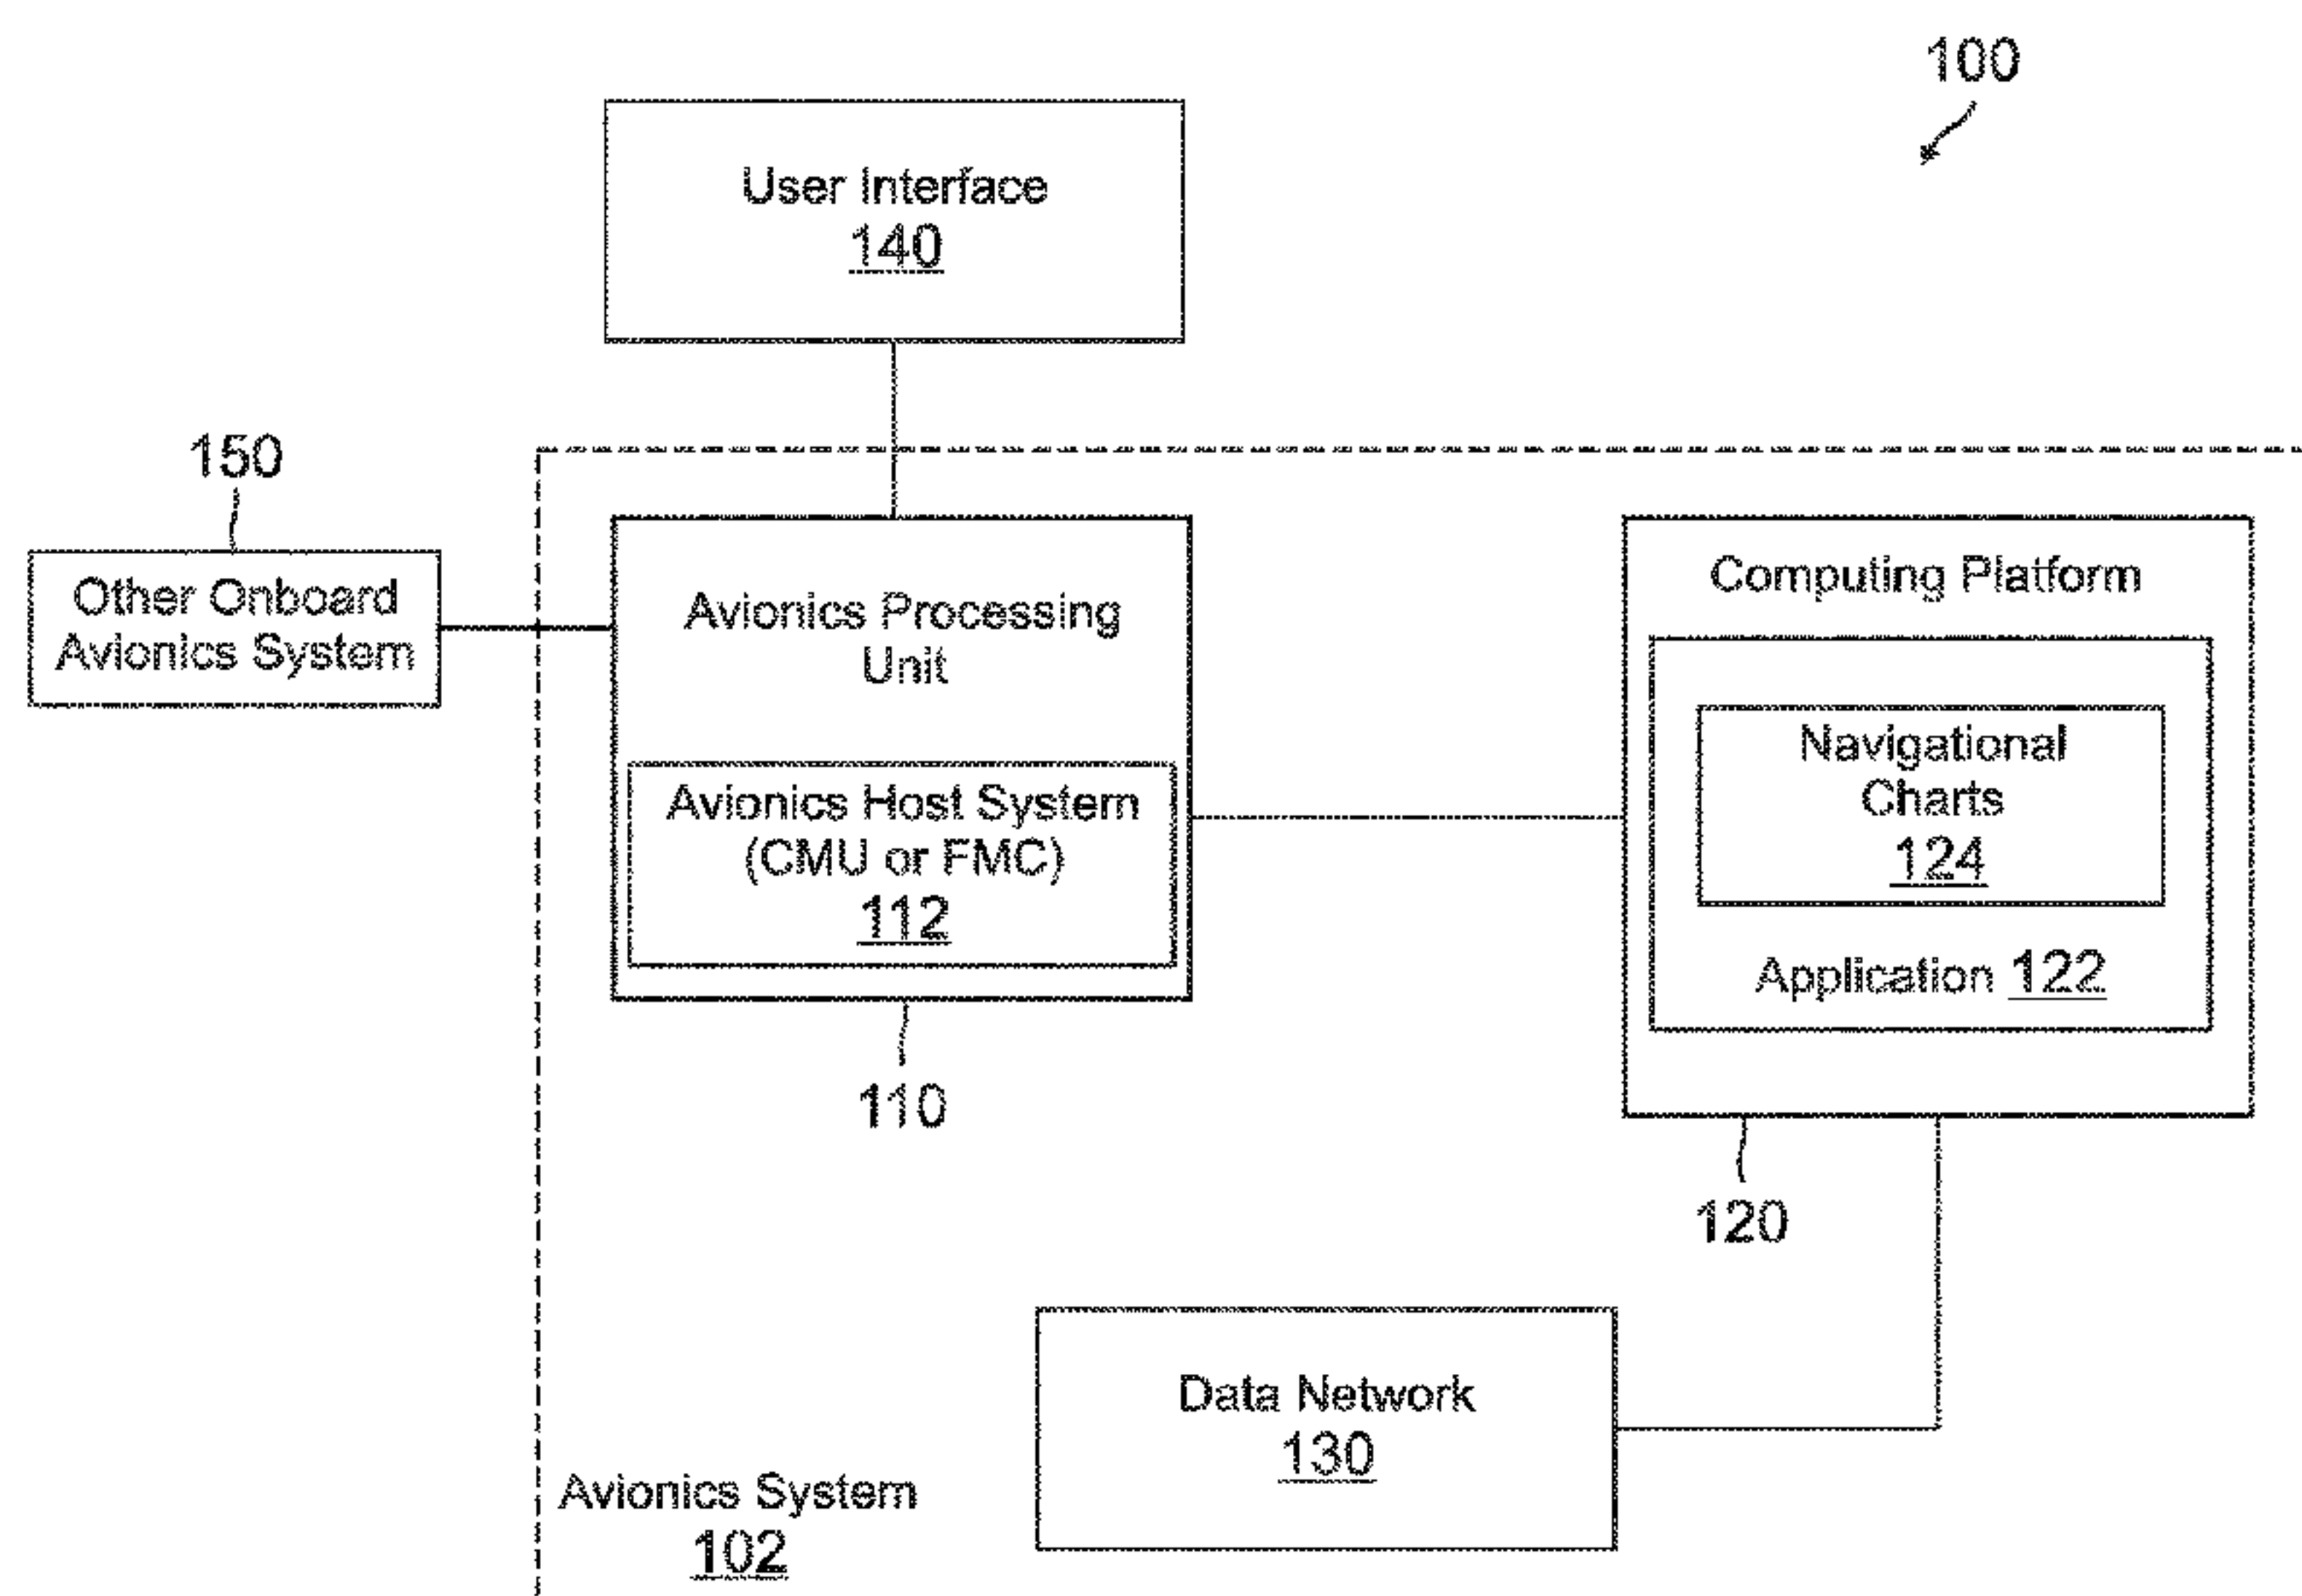 100
User Interface
140
150
Other Onboard
Avionics System
Avionics Processing
Unit
Avionics Host System
(CMU or FMC)
112
110
Computing Platform
Navigational
Charts
124
Application 122
120
Data Network
130
Avionics System
102